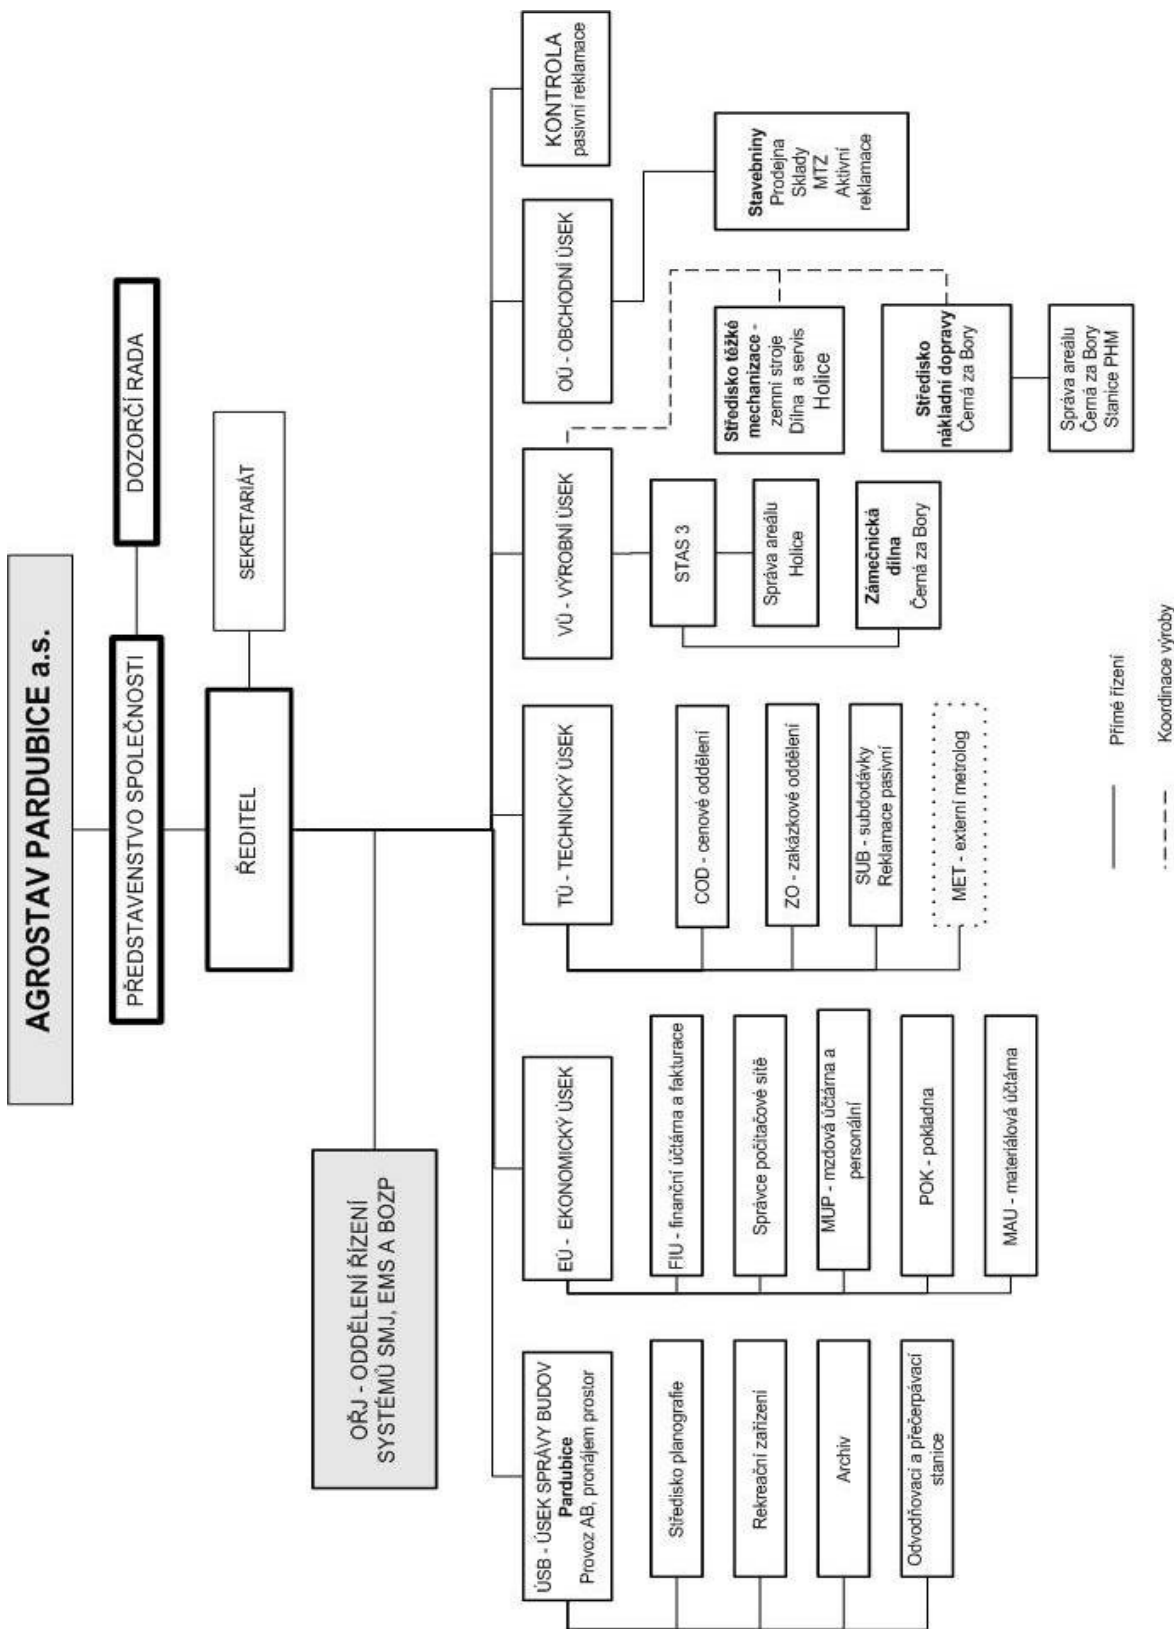 AGROSTAV PARDUBICE a.s.
PŘEDSTAVENSTVO SPOLEČNOSTI
DOZORČÍ RADA
ŘEDITEL
SEKRETARIÁT
OŘJ - ODDĚLENÍ ŘÍZENÍ
SYSTÉMŮ SMJ, EMS A BOZP
ÚSB - ÚSEK SPRÁVY BUDOV
Pardubice
Provoz AB, pronájem prostor
Středisko planografie
Rekreační zařízení
Archiv
Odvodňovací a přečerpávací
stanice
EÚ - EKONOMICKÝ ÚSEK
FIU - finanční účtárna a fakturace
Správce počítačové sítě
MUP - mzdová účtárna a
personální
POK - pokladna
MAU - materiálová účtárna
TÚ - TECHNICKÝ ÚSEK
COD - cenové oddělení
ZO - zakázkové oddělení
SUB - subdodávky
Reklamace pasivní
MET - externí metrolog
VÚ - VÝROBNÍ ÚSEK
STAS 3
Správa areálu
Holice
Zámečnická
dílna
Černá za Bory
Středisko těžké
mechanizace -
zemní stroje
Dílna a servis
Holice
Středisko
nákladní dopravy
Černá za Bory
Správa areálu
Černá za Bory
Stanice PHM
OÚ - OBCHODNÍ ÚSEK
Stavebniny
Prodejna
Sklady
MTZ
Aktivní
reklamace
KONTROLA
pasivní reklamace
Přímé řízení
Koordinace výroby